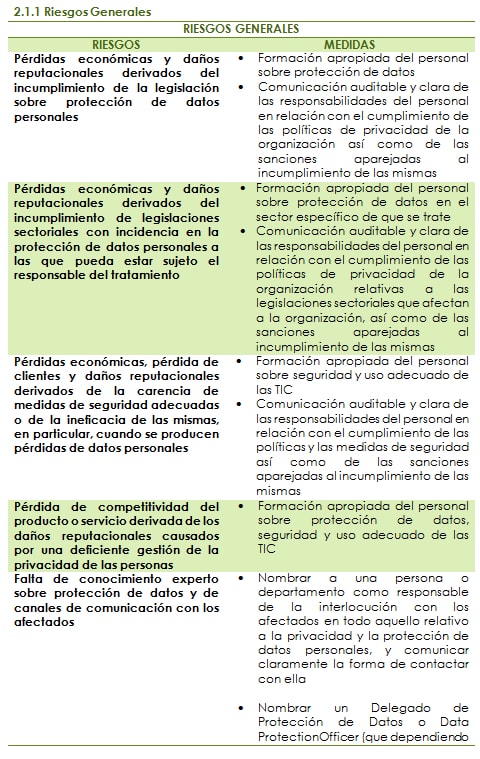 2.1.1 Riesgos Generales
RIESGOS GENERALES
RIESGOS
MEDIDAS
Pérdidas económicas y daños
reputacionales derivados del
incumplimiento de la legislación
sobre protección de datos
personales
• Formación apropiada del personal
sobre protección de datos
• Comunicación auditable y clara de
las responsabilidades del personal
en relación con el cumplimiento de
las políticas de privacidad de la
organización así como de las
sanciones aparejadas al
incumplimiento de las mismas
Pérdidas económicas y daños
reputacionales derivados del
incumplimiento de legislaciones
sectoriales con incidencia en la
protección de datos personales a
las que pueda estar sujeto el
responsable del tratamiento
• Formación apropiada del personal
sobre protección de datos en el
sector específico de que se trate
• Comunicación auditable y clara de
las responsabilidades del personal en
relación con el cumplimiento de las
políticas de privacidad de la
organización relativas a las
legislaciones sectoriales que afectan
a la organización, así como de las
sanciones aparejadas al
incumplimiento de las mismas
Pérdidas económicas, pérdida de
clientes y daños reputacionales
derivados de la carencia de
medidas de seguridad adecuadas
o de la ineficacia de las mismas,
en particular, cuando se producen
pérdidas de datos personales
• Formación apropiada del personal
sobre seguridad y uso adecuado de
las TIC
• Comunicación auditable y clara de
las responsabilidades del personal en
relación con el cumplimiento de las
políticas y las medidas de seguridad
así como de las sanciones
aparejadas al incumplimiento de las
mismas
Pérdida de competitividad del
producto o servicio derivada de los
daños reputacionales causados
por una deficiente gestión de la
privacidad de las personas
• Formación apropiada del personal
sobre protección de datos,
seguridad y uso adecuado de las
TIC
Falta de conocimiento experto
sobre protección de datos y de
canales de comunicación con los
afectados
• Nombrar a una persona o
departamento como responsable
de la interlocución con los
afectados en todo aquello relativo
a la privacidad y la protección de
datos personales, y comunicar
claramente la forma de contactar
con ella
• Nombrar un Delegado de
Protección de Datos o Data
ProtectionOfficer (que dependiendo